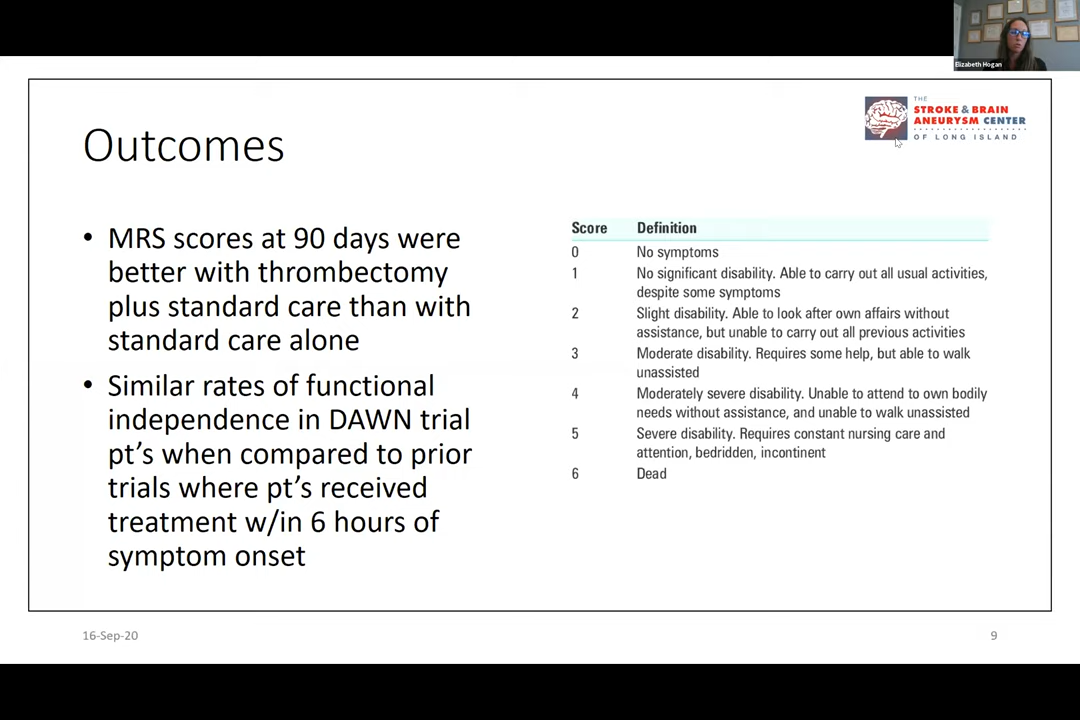 Elizabeth Hogan
THE
STROKE & BRAIN
ANEURYSM CENTER
OF LONG ISLAND
Outcomes
• MRS scores at 90 days were
better with thrombectomy
plus standard care than with
standard care alone
• Similar rates of functional
independence in DAWN trial
pt’s when compared to prior
trials where pt’s received
treatment w/in 6 hours of
symptom onset
Score Definition
0 No symptoms
1 No significant disability. Able to carry out all usual activities,
despite some symptoms
2 Slight disability. Able to look after own affairs without
assistance, but unable to carry out all previous activities
3 Moderate disability. Requires some help, but able to walk
unassisted
4 Moderately severe disability. Unable to attend to own bodily
needs without assistance, and unable to walk unassisted
5 Severe disability. Requires constant nursing care and
attention, bedridden, incontinent
6 Dead
16-Sep-20
9